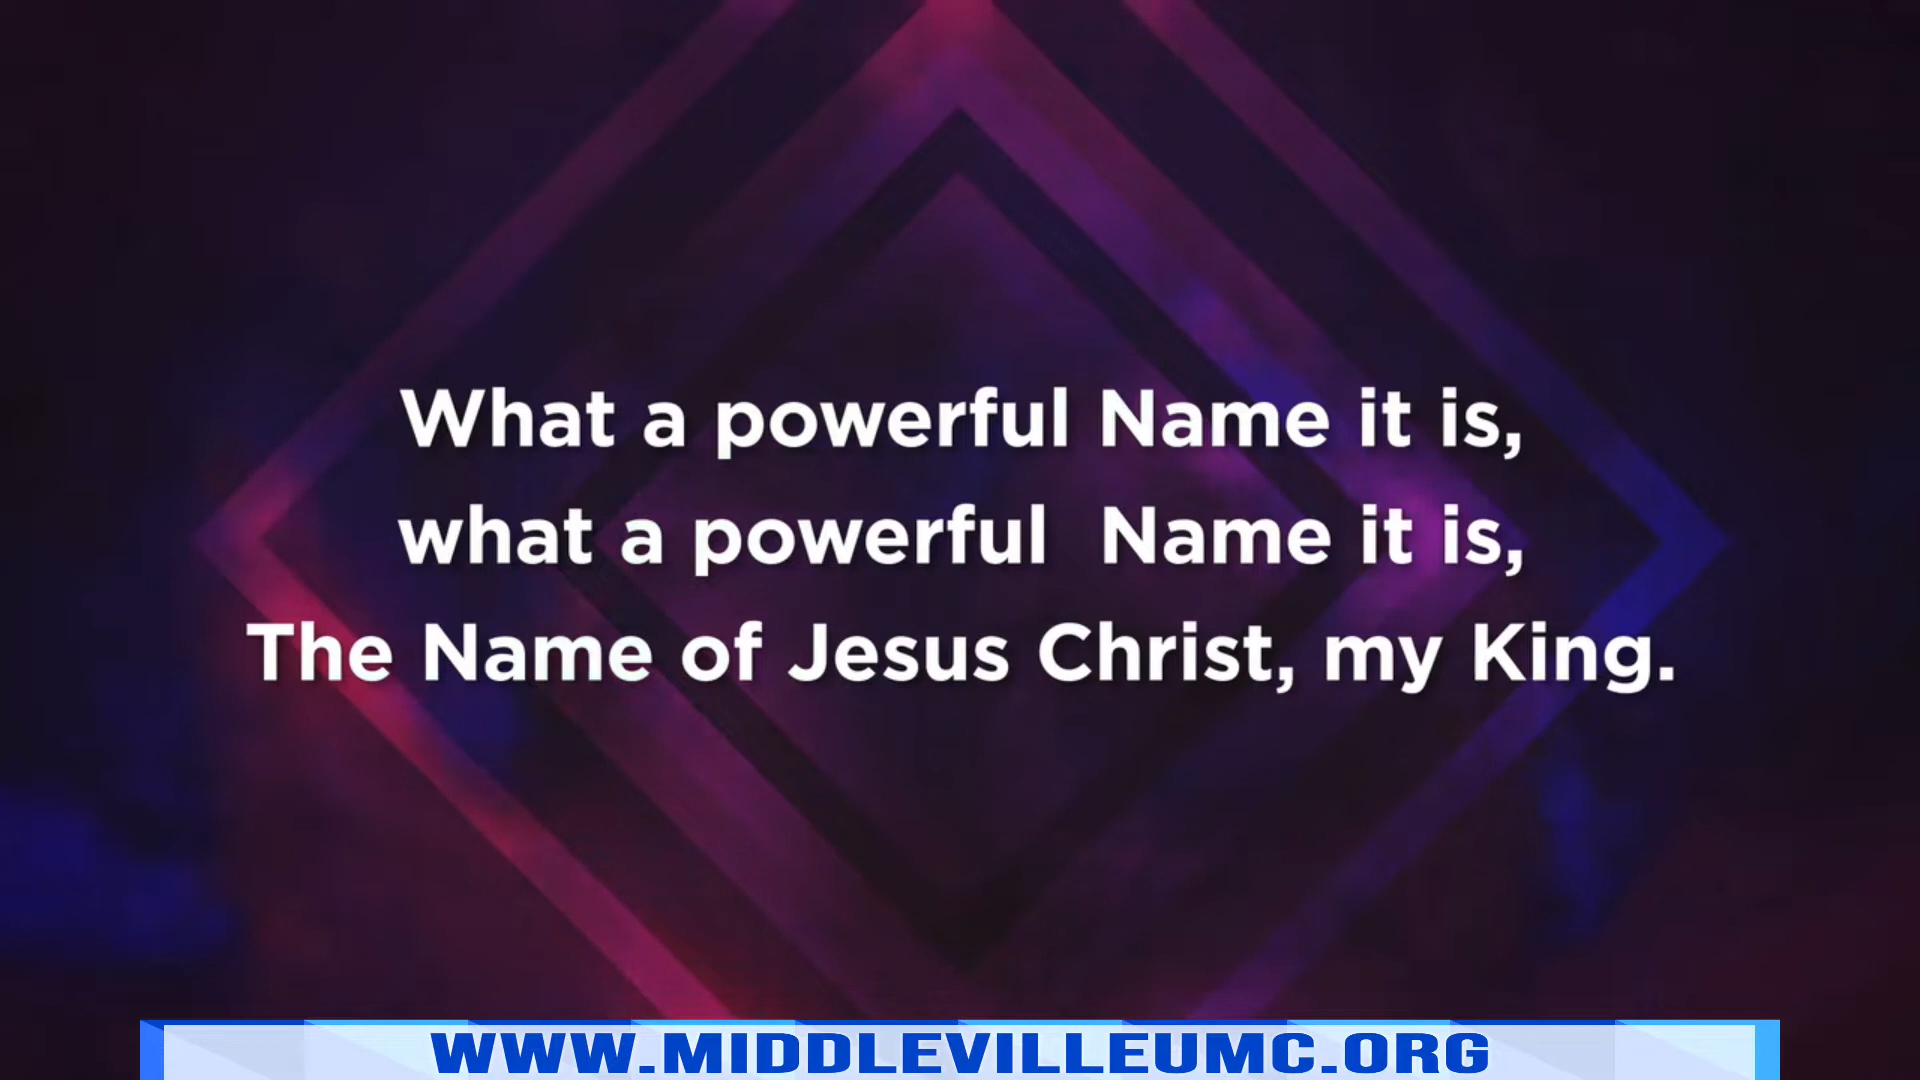 What a powerful Name it is,
what a powerful  Name it is,
The Name of Jesus Christ, my King.
WWW.MIDDLEVILLEUMC.ORG